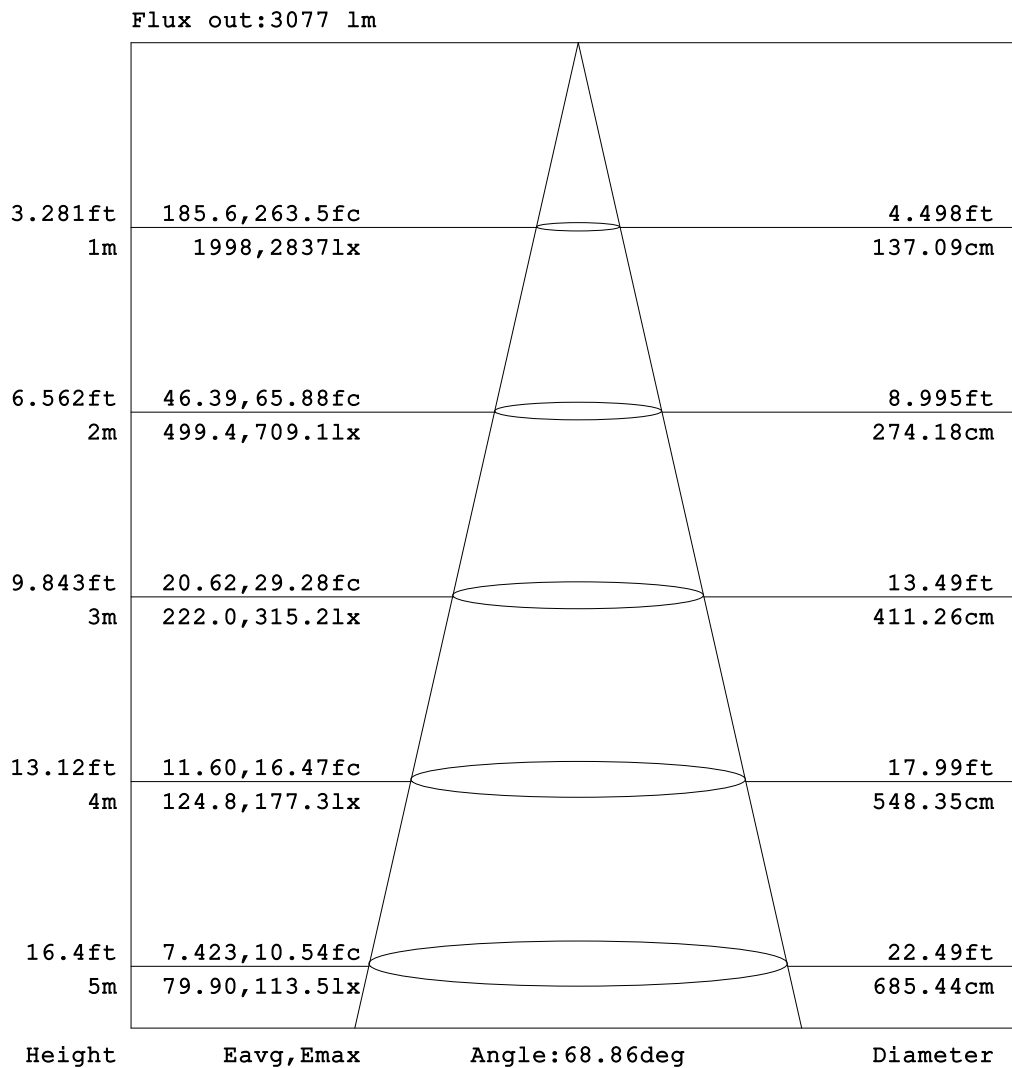 Flux out:3077 lm
3.281ft 185.6,263.5fc 4.498ft
1m 1998,2837lx 137.09cm
6.562ft 46.39,65.88fc 8.995ft
2m 499.4,709.1lx 274.18cm
9.843ft 20.62,29.28fc 13.49ft
3m 222.0,315.2lx 411.26cm
13.12ft 11.60,16.47fc 17.99ft
4m 124.8,177.3lx 548.35cm
16.4ft 7.423,10.54fc 22.49ft
5m 79.90,113.5lx 685.44cm
Height Eavg,Emax Angle:68.86deg Diameter